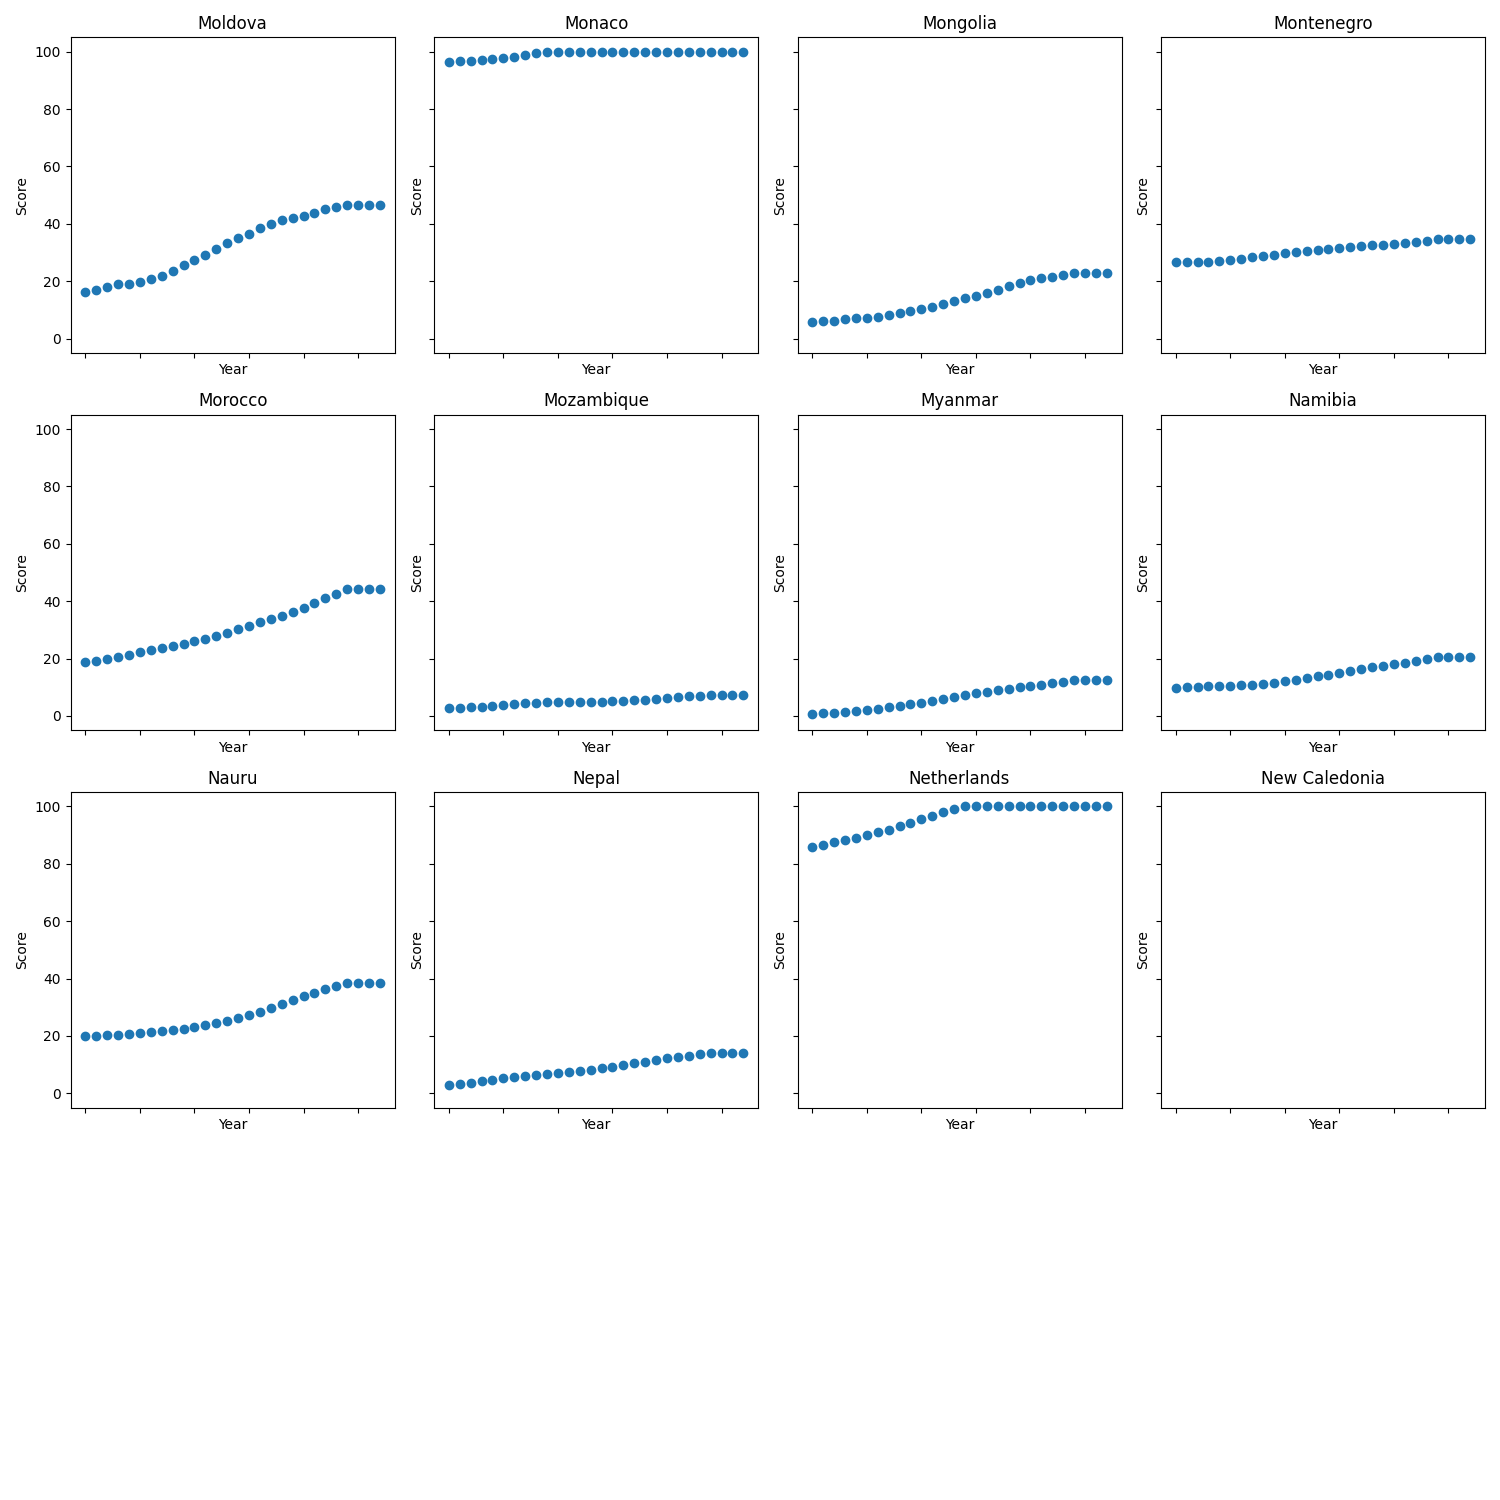 Moldova Monaco Mongolia Montenegro
100
80
60
40
20
0
Score Score Score Score
Year Year Year Year
Morocco Mozambique Myanmar Namibia
100
80
60
40
20
0
Score Score Score Score
Year Year Year Year
Nauru Nepal Netherlands New Caledonia
100
80
60
40
20
0
Score Score Score Score
Year Year Year Year